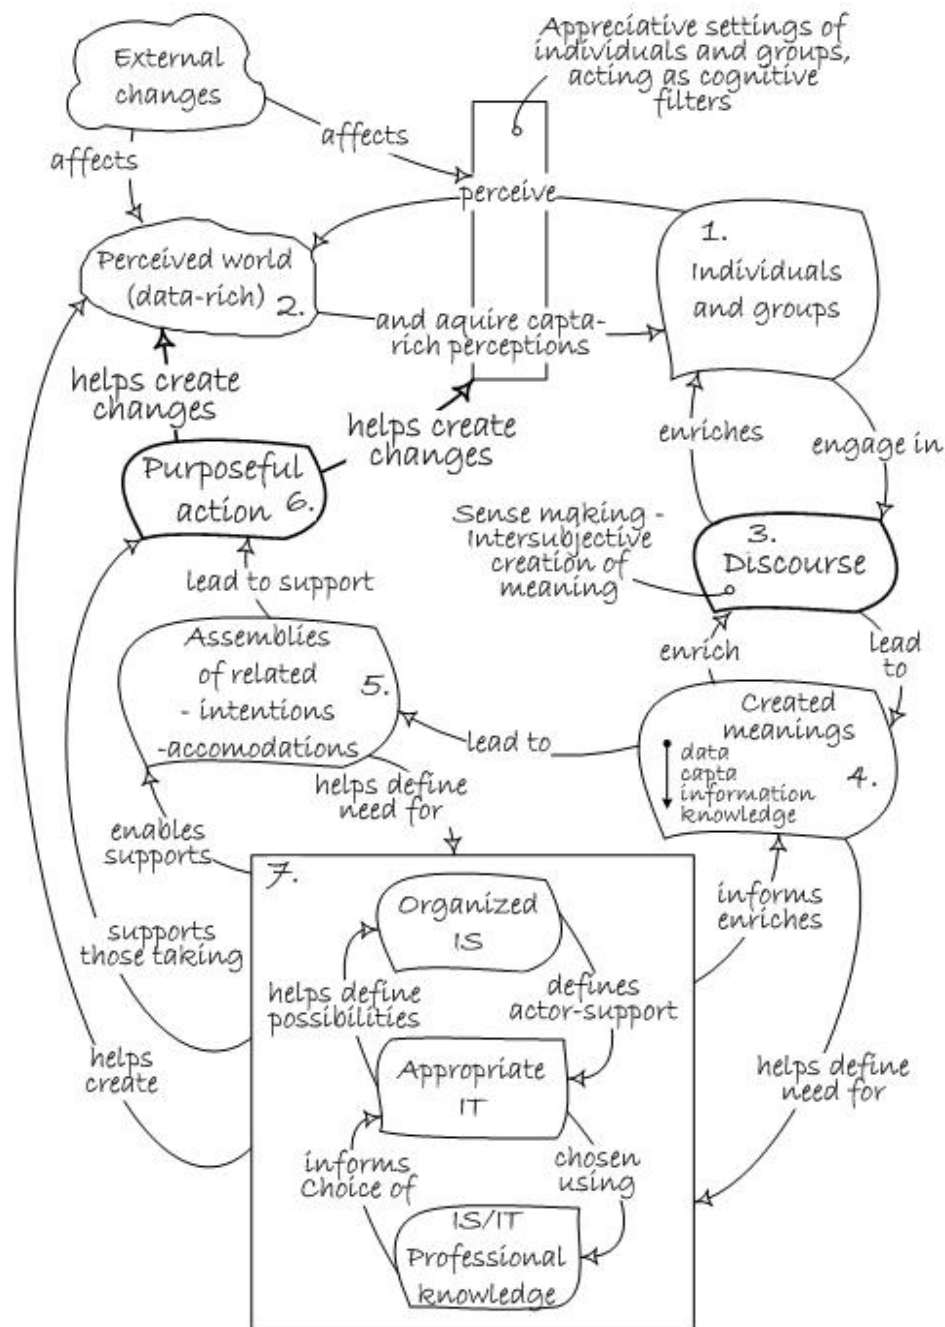 External
changes
Appreciative settings of
individuals and groups,
acting as cognitive
filters
affects
affects
perceive
1.
Individuals
and groups
Perceived world
(data-rich) 2.
and aquire capta-
rich perceptions
helps create
changes
helps create
changes
enriches
engage in
Purposeful
action 6.
Sense making -
Intersubjective
creation of
meaning
3.
Discourse
lead to support
enrich
lead
to
Assemblies
of related
- intentions
-accomodations
5.
lead to
Created
meanings
data
capta
information
knowledge
4.
helps define
need for
enables
supports
7.
Organized
IS
informs
enriches
supports
those taking
helps define
possibilities
defines
actor-support
helps
create
Appropriate
IT
helps define
need for
informs
Choice of
chosen
using
IS/IT
Professional
knowledge